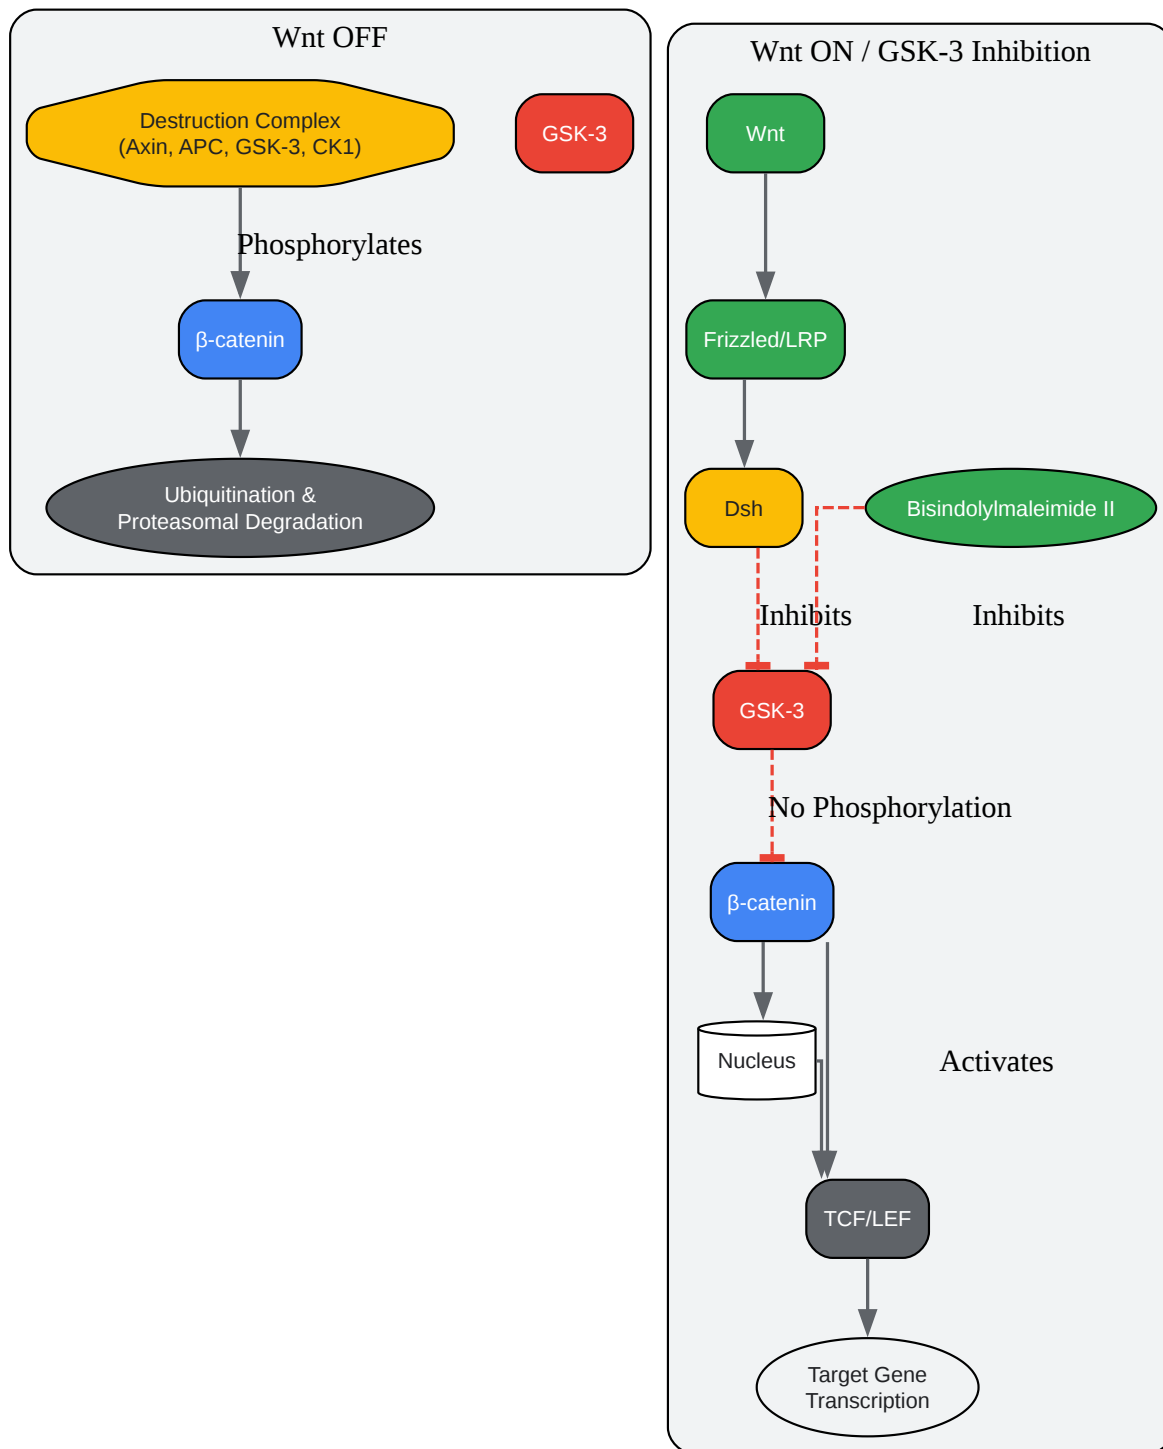 Wnt OFF
Destruction Complex
(Axin, APC, GSK-3, CK1)
GSK-3
Phosphorylates
β-catenin
Ubiquitination &
Proteasomal Degradation
Wnt ON / GSK-3 Inhibition
Wnt
Frizzled/LRP
Dsh
Bisindolylmaleimide II
Inhibits
Inhibits
GSK-3
No Phosphorylation
β-catenin
Nucleus
Activates
TCF/LEF
Target Gene
Transcription